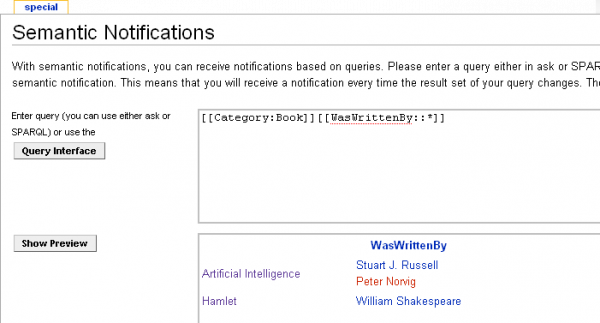 special
Semantic Notifications
With semantic notifications, you can receive notifications based on queries. Please enter a query either in ask or
semantic notification. This means that you will receive a notification every time the result set of your query changes.
Enter query (you can use either ask or
SPARQL) or use the
[[Category:Book]][[WasWrittenBy::*]]
Query Interface
Show Preview
WasWrittenBy
Artificial Intelligence
Stuart J. Russell
Peter Norvig
Hamlet
William Shakespeare